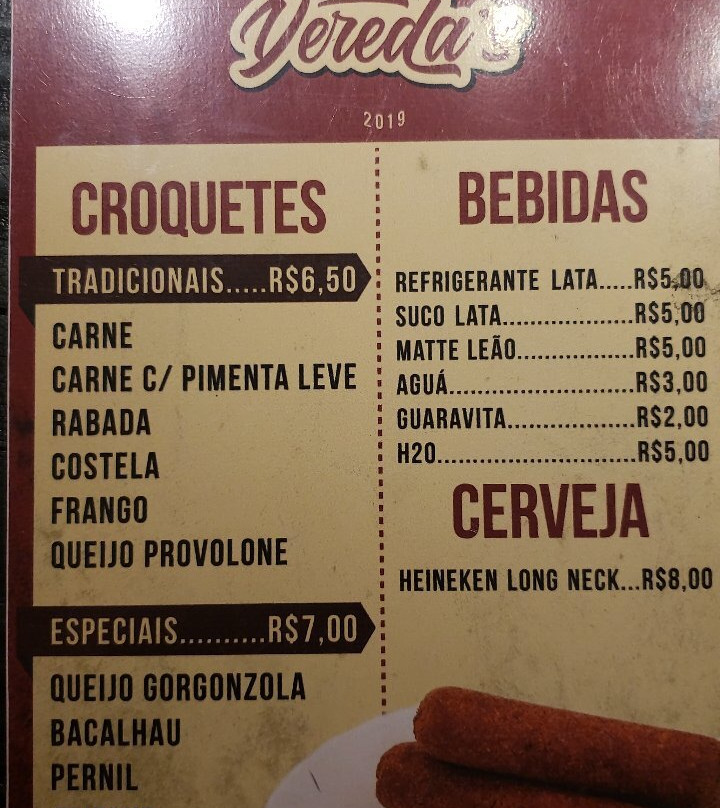 Vereda's
2019
CROQUETES
TRADICIONAIS.....R$6,50
CARNE
CARNE C/ PIMENTA LEVE
RABADA
COSTELA
FRANGO
QUEIJO PROVOLONE
ESPECIAIS..........R$7,00
QUEIJO GORGONZOLA
BACALHAU
PERNIL
BEBIDAS
REFRIGERANTE LATA.....R$5,00
SUCO LATA....................R$5,00
MATTE LEÃO..................R$5,00
AGUÁ............................R$3,00
GUARAVITA...................R$2,00
H2O..............................R$5,00
CERVEJA
HEINEKEN LONG NECK...R$8,00